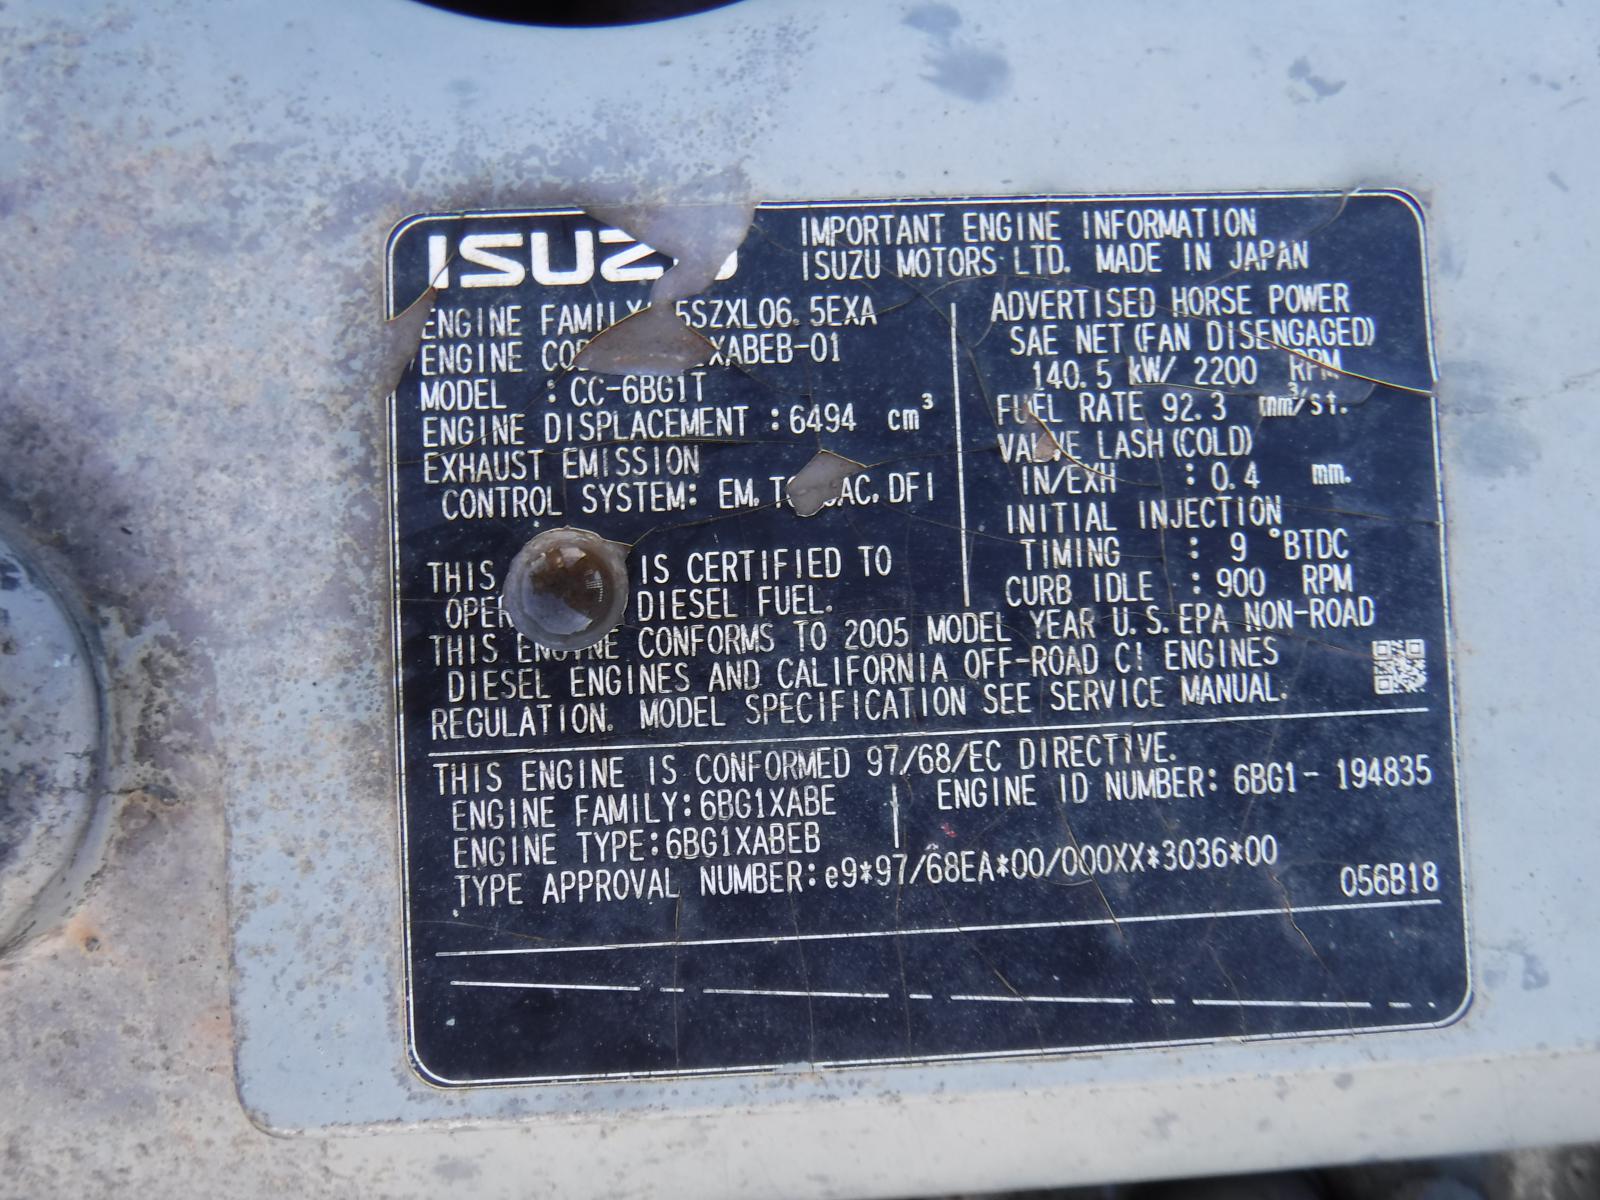 ISUZU
IMPORTANT ENGINE INFORMATION
ISUZU MOTORS LTD. MADE IN JAPAN
ENGINE FAMILY: 5SZXL06.5EXA
ENGINE XABEB-01
MODEL : CC-6BG1T
ENGINE DISPLACEMENT : 6494 cm³
EXHAUST EMISSION
CONTROL SYSTEM: EM. DFI
ADVERTISED HORSE POWER
SAE NET (FAN DISENGAGED)
140.5 kW/ 2200 RPM
FUEL RATE 92.3 mm³/st.
VALVE LASH (COLD)
IN/EXH : 0.4 mm.
INITIAL INJECTION
TIMING : 9 °BTDC
CURB IDLE : 900 RPM
THIS IS CERTIFIED TO
DIESEL FUEL.
THIS ENGINE CONFORMS TO 2005 MODEL YEAR U.S.EPA NON-ROAD
DIESEL ENGINES AND CALIFORNIA OFF-ROAD CI ENGINES
REGULATION. MODEL SPECIFICATION SEE SERVICE MANUAL.
THIS ENGINE IS CONFORMED 97/68/EC DIRECTIVE.
ENGINE FAMILY:6BG1XABE
ENGINE ID NUMBER: 6BG1- 194835
ENGINE TYPE:6BG1XABEB
TYPE APPROVAL NUMBER:e9*97/68EA*00/000XX*3036*00
056B18